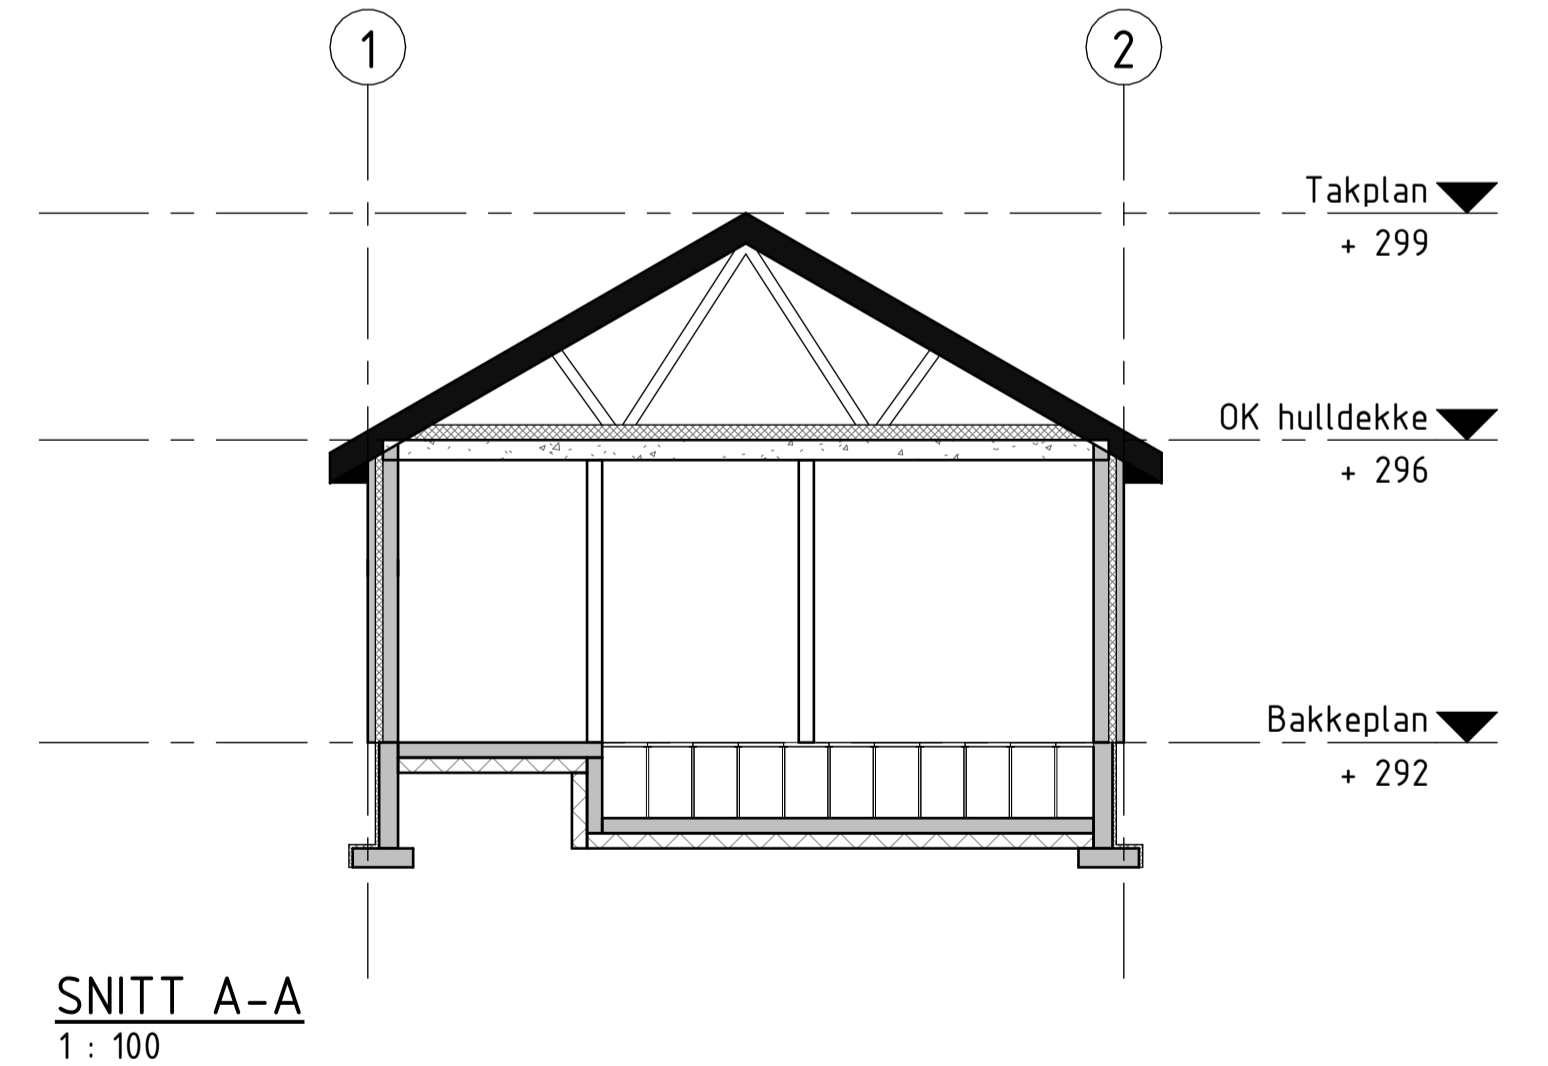 1
2
Takplan
+ 299
OK hulldekke
+ 296
Bakkeplan
+ 292
SNITT A-A
1 : 100